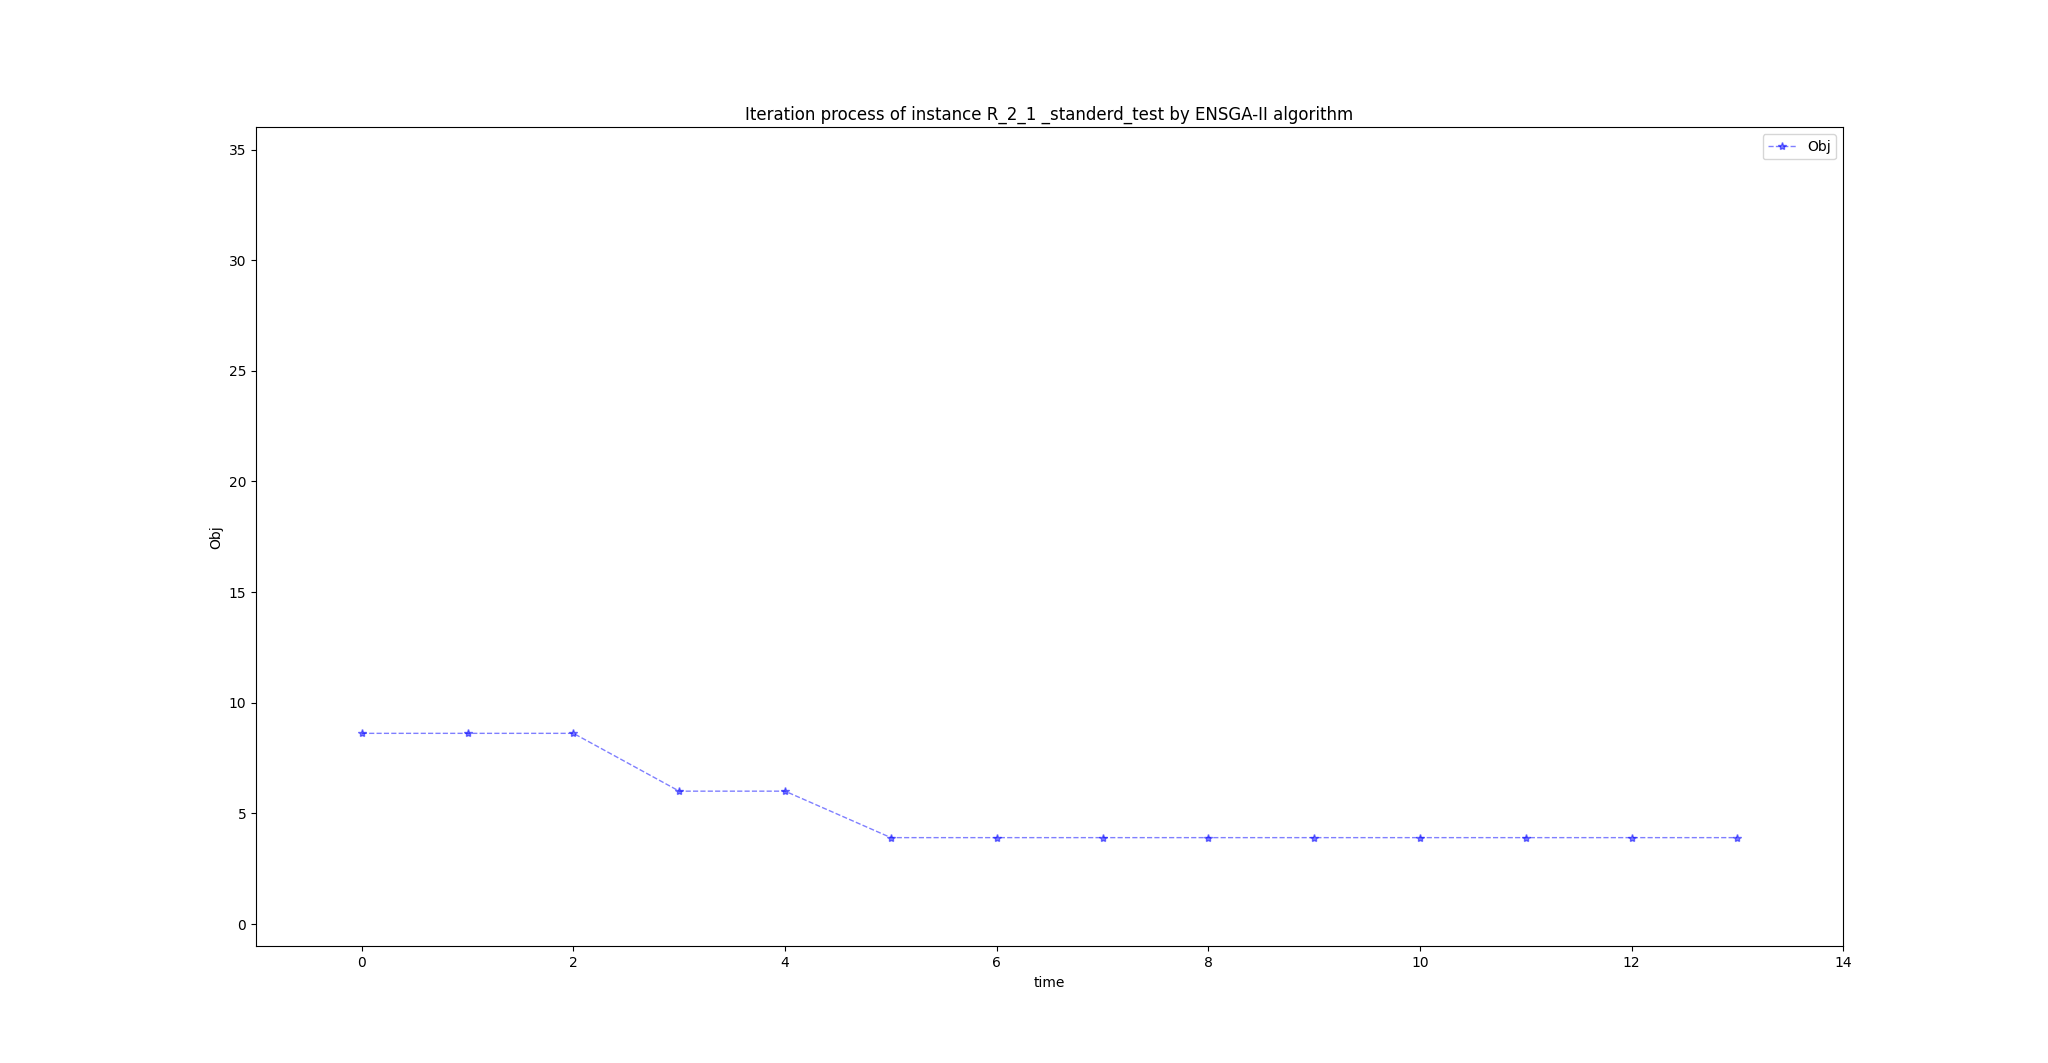 Iteration process of instance R_2_1 _standerd_test by ENSGA-II algorithm
Obj
35
30
25
20
15
10
5
0
Obj
0 2 4 6 8 10 12 14
time